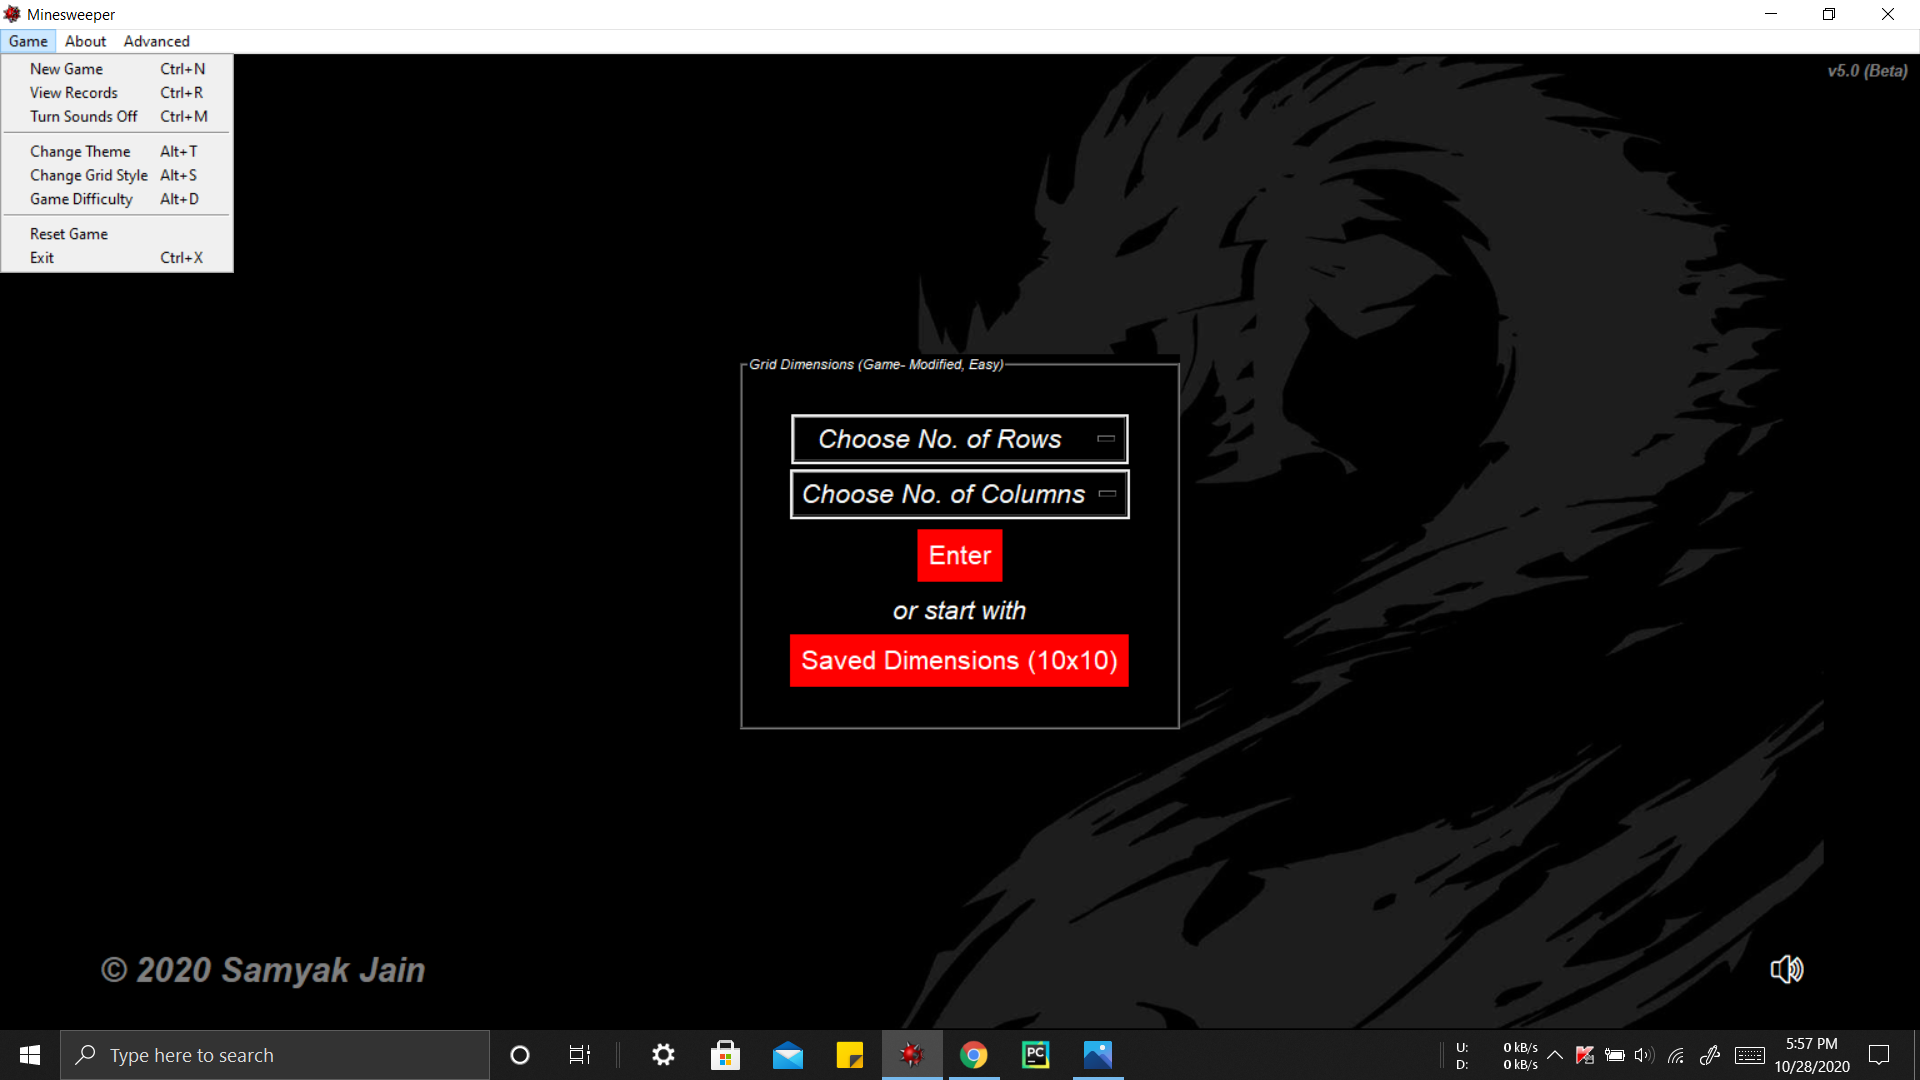 Minesweeper
Game About Advanced
New Game Ctrl+N
View Records Ctrl+R
Turn Sounds Off Ctrl+M
Change Theme Alt+T
Change Grid Style Alt+S
Game Difficulty Alt+D
Reset Game
Exit Ctrl+X
v5.0 (Beta)
Grid Dimensions (Game- Modified, Easy)
Choose No. of Rows
Choose No. of Columns
Enter
or start with
Saved Dimensions (10x10)
© 2020 Samyak Jain
Type here to search
PC
U: 0 kB/s
D: 0 kB/s
5:57 PM
10/28/2020